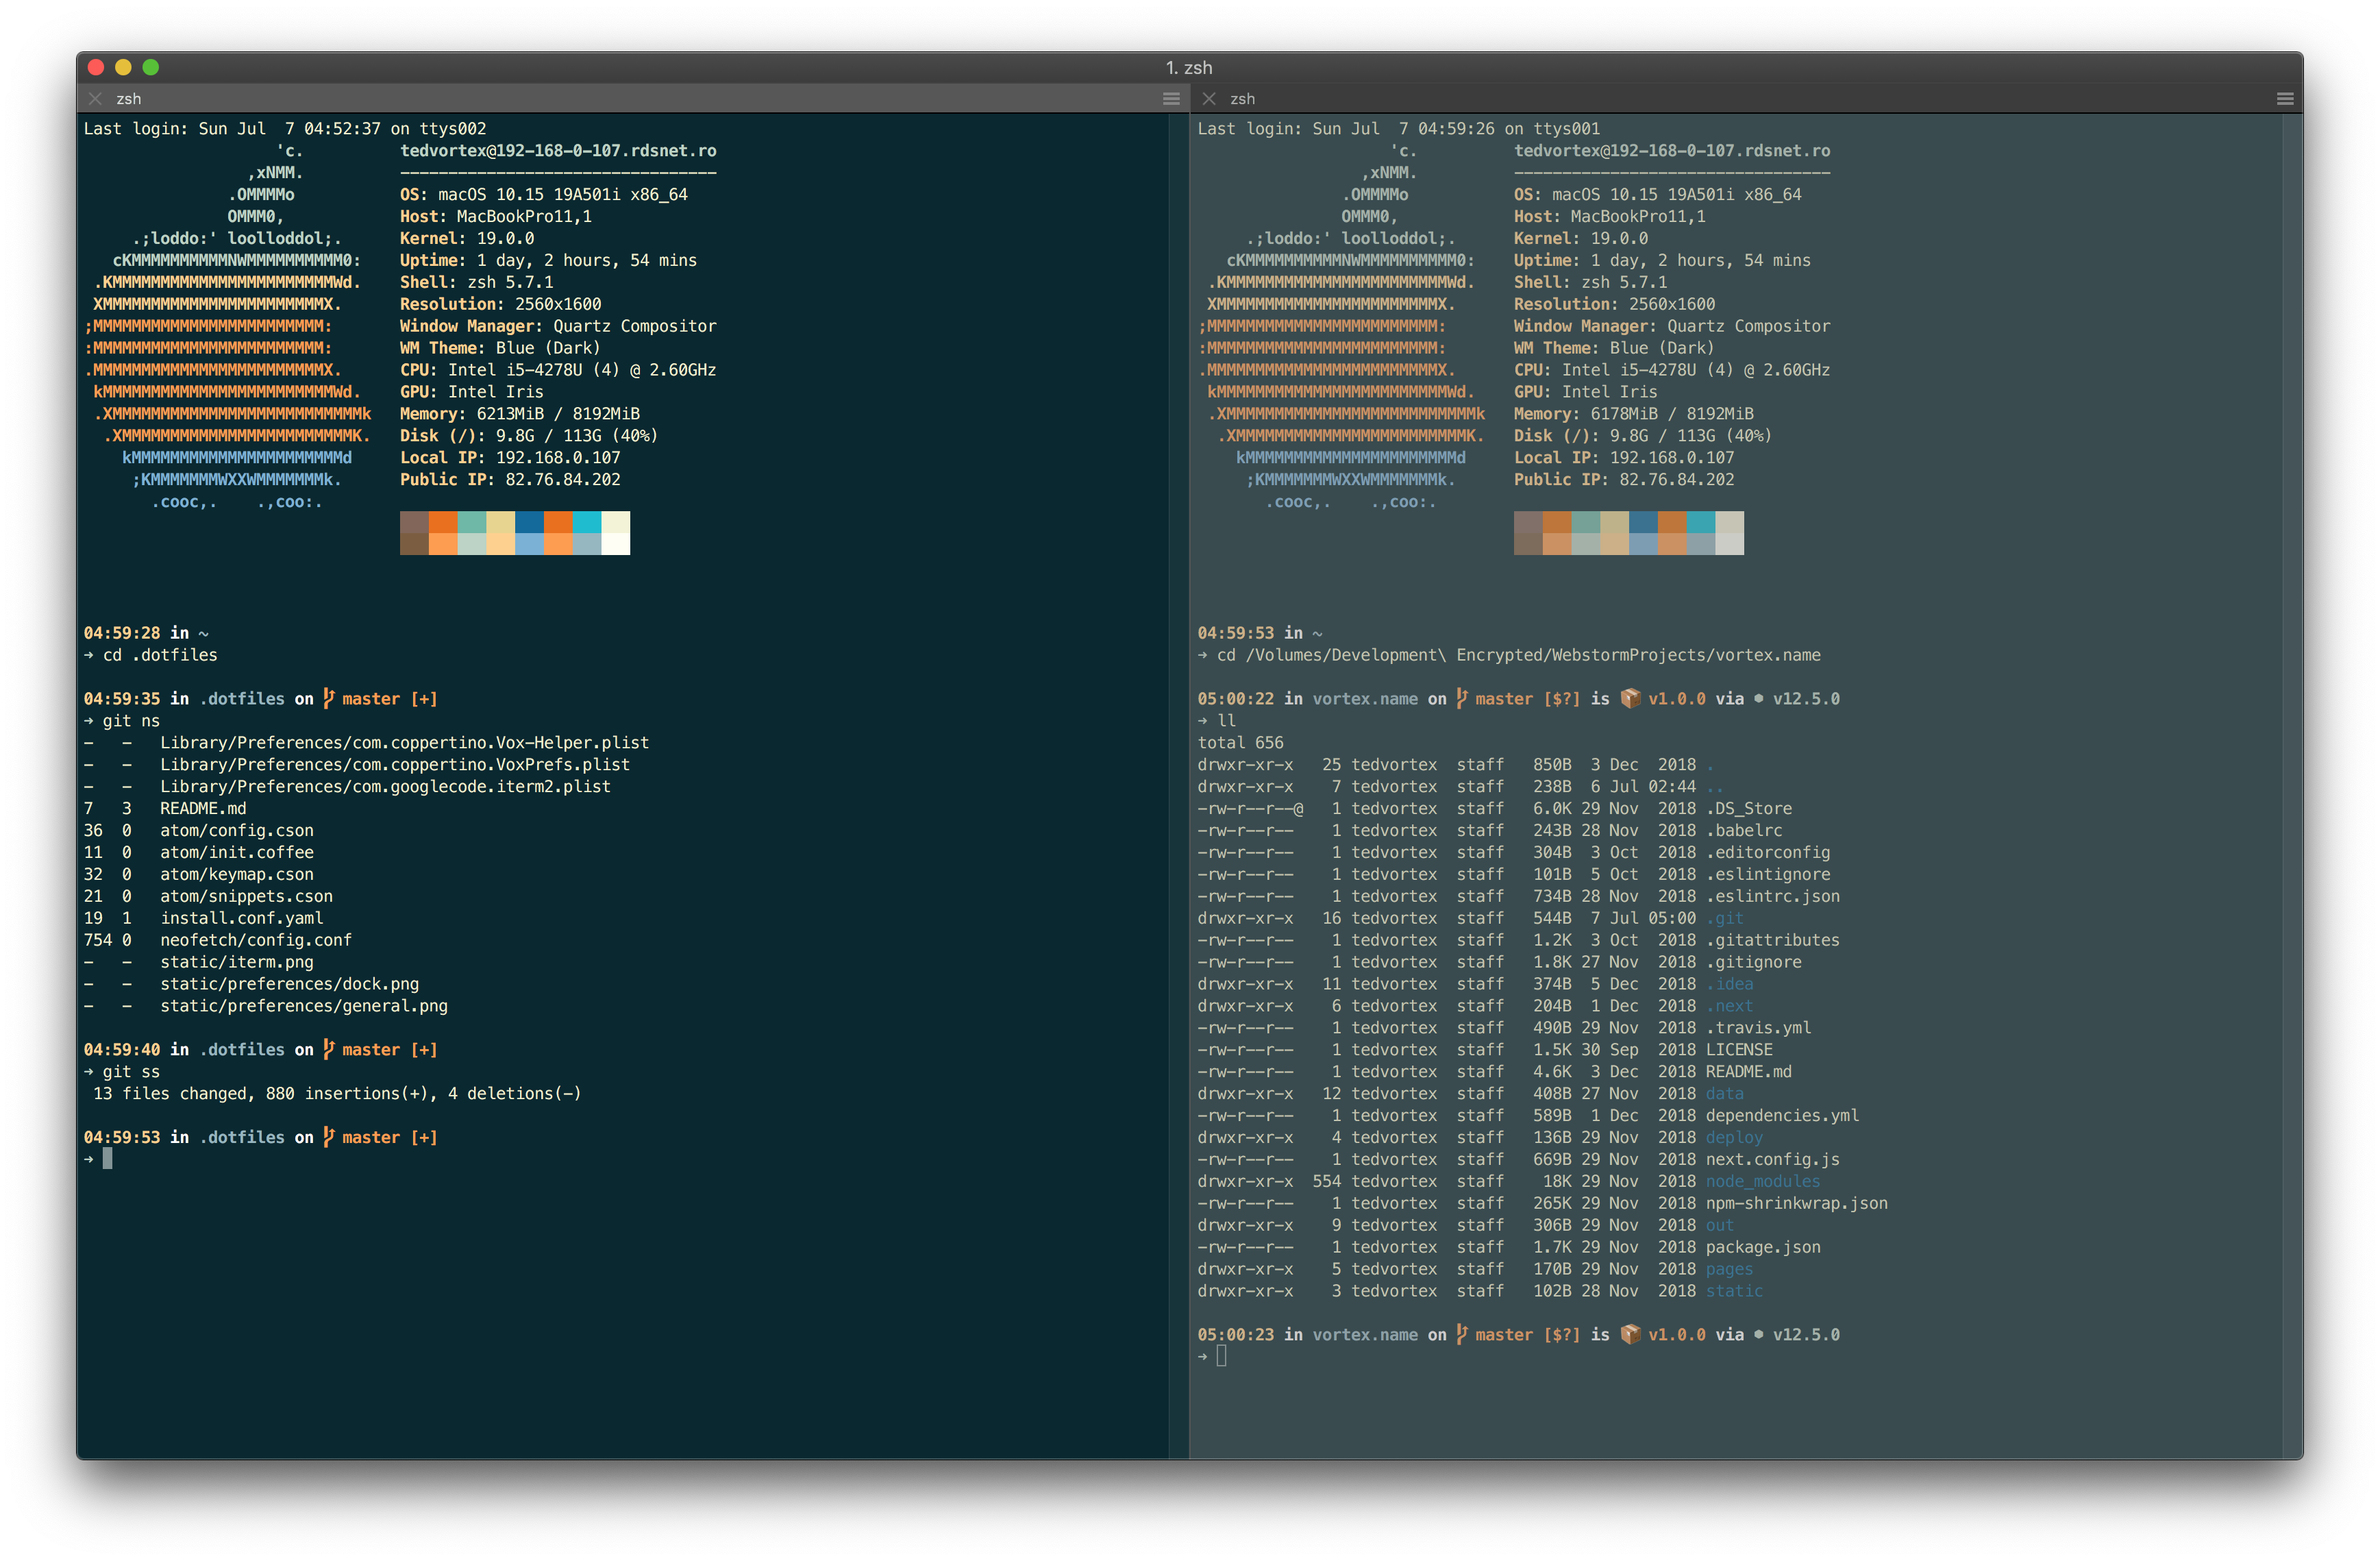 1. zsh
zsh
Last login: Sun Jul  7 04:52:37 on ttys002
                    'c.          tedvortex@192-168-0-107.rdsnet.ro
                 ,xNMM.          ---------------------------------
               .OMMMMo           OS: macOS 10.15 19A501i x86_64
               OMMM0,            Host: MacBookPro11,1
     .;loddo:' loolloddol;.      Kernel: 19.0.0
   cKMMMMMMMMMMNWMMMMMMMMMM0:    Uptime: 1 day, 2 hours, 54 mins
 .KMMMMMMMMMMMMMMMMMMMMMMMWd.    Shell: zsh 5.7.1
 XMMMMMMMMMMMMMMMMMMMMMMMX.      Resolution: 2560x1600
;MMMMMMMMMMMMMMMMMMMMMMMM:       Window Manager: Quartz Compositor
:MMMMMMMMMMMMMMMMMMMMMMMM:       WM Theme: Blue (Dark)
.MMMMMMMMMMMMMMMMMMMMMMMMX.      CPU: Intel i5-4278U (4) @ 2.60GHz
 kMMMMMMMMMMMMMMMMMMMMMMMMWd.    GPU: Intel Iris
 .XMMMMMMMMMMMMMMMMMMMMMMMMMMk   Memory: 6213MiB / 8192MiB
  .XMMMMMMMMMMMMMMMMMMMMMMMMK.   Disk (/): 9.8G / 113G (40%)
    kMMMMMMMMMMMMMMMMMMMMMMd     Local IP: 192.168.0.107
     ;KMMMMMMMWXXWMMMMMMMk.      Public IP: 82.76.84.202
       .cooc,.    .,coo:.
04:59:28 in ~
➜ cd .dotfiles
04:59:35 in .dotfiles on master [+]
➜ git ns
-   -   Library/Preferences/com.coppertino.Vox-Helper.plist
-   -   Library/Preferences/com.coppertino.VoxPrefs.plist
-   -   Library/Preferences/com.googlecode.iterm2.plist
7   3   README.md
36  0   atom/config.cson
11  0   atom/init.coffee
32  0   atom/keymap.cson
21  0   atom/snippets.cson
19  1   install.conf.yaml
754 0   neofetch/config.conf
-   -   static/iterm.png
-   -   static/preferences/dock.png
-   -   static/preferences/general.png
04:59:40 in .dotfiles on master [+]
➜ git ss
 13 files changed, 880 insertions(+), 4 deletions(-)
04:59:53 in .dotfiles on master [+]
➜
zsh
Last login: Sun Jul  7 04:59:26 on ttys001
                    'c.          tedvortex@192-168-0-107.rdsnet.ro
                 ,xNMM.          ---------------------------------
               .OMMMMo           OS: macOS 10.15 19A501i x86_64
               OMMM0,            Host: MacBookPro11,1
     .;loddo:' loolloddol;.      Kernel: 19.0.0
   cKMMMMMMMMMMNWMMMMMMMMMM0:    Uptime: 1 day, 2 hours, 54 mins
 .KMMMMMMMMMMMMMMMMMMMMMMMWd.    Shell: zsh 5.7.1
 XMMMMMMMMMMMMMMMMMMMMMMMX.      Resolution: 2560x1600
;MMMMMMMMMMMMMMMMMMMMMMMM:       Window Manager: Quartz Compositor
:MMMMMMMMMMMMMMMMMMMMMMMM:       WM Theme: Blue (Dark)
.MMMMMMMMMMMMMMMMMMMMMMMMX.      CPU: Intel i5-4278U (4) @ 2.60GHz
 kMMMMMMMMMMMMMMMMMMMMMMMMWd.    GPU: Intel Iris
 .XMMMMMMMMMMMMMMMMMMMMMMMMMMk   Memory: 6178MiB / 8192MiB
  .XMMMMMMMMMMMMMMMMMMMMMMMMK.   Disk (/): 9.8G / 113G (40%)
    kMMMMMMMMMMMMMMMMMMMMMMd     Local IP: 192.168.0.107
     ;KMMMMMMMWXXWMMMMMMMk.      Public IP: 82.76.84.202
       .cooc,.    .,coo:.
04:59:53 in ~
➜ cd /Volumes/Development\ Encrypted/WebstormProjects/vortex.name
05:00:22 in vortex.name on master [$?] is 📦 v1.0.0 via ⬢ v12.5.0
➜ ll
total 656
drwxr-xr-x   25 tedvortex  staff   850B  3 Dec  2018 .
drwxr-xr-x    7 tedvortex  staff   238B  6 Jul 02:44 ..
-rw-r--r--@   1 tedvortex  staff   6.0K 29 Nov  2018 .DS_Store
-rw-r--r--    1 tedvortex  staff   243B 28 Nov  2018 .babelrc
-rw-r--r--    1 tedvortex  staff   304B  3 Oct  2018 .editorconfig
-rw-r--r--    1 tedvortex  staff   101B  5 Oct  2018 .eslintignore
-rw-r--r--    1 tedvortex  staff   734B 28 Nov  2018 .eslintrc.json
drwxr-xr-x   16 tedvortex  staff   544B  7 Jul 05:00 .git
-rw-r--r--    1 tedvortex  staff   1.2K  3 Oct  2018 .gitattributes
-rw-r--r--    1 tedvortex  staff   1.8K 27 Nov  2018 .gitignore
drwxr-xr-x   11 tedvortex  staff   374B  5 Dec  2018 .idea
drwxr-xr-x    6 tedvortex  staff   204B  1 Dec  2018 .next
-rw-r--r--    1 tedvortex  staff   490B 29 Nov  2018 .travis.yml
-rw-r--r--    1 tedvortex  staff   1.5K 30 Sep  2018 LICENSE
-rw-r--r--    1 tedvortex  staff   4.6K  3 Dec  2018 README.md
drwxr-xr-x   12 tedvortex  staff   408B 27 Nov  2018 data
-rw-r--r--    1 tedvortex  staff   589B  1 Dec  2018 dependencies.yml
drwxr-xr-x    4 tedvortex  staff   136B 29 Nov  2018 deploy
-rw-r--r--    1 tedvortex  staff   669B 29 Nov  2018 next.config.js
drwxr-xr-x  554 tedvortex  staff    18K 29 Nov  2018 node_modules
-rw-r--r--    1 tedvortex  staff   265K 29 Nov  2018 npm-shrinkwrap.json
drwxr-xr-x    9 tedvortex  staff   306B 29 Nov  2018 out
-rw-r--r--    1 tedvortex  staff   1.7K 29 Nov  2018 package.json
drwxr-xr-x    5 tedvortex  staff   170B 29 Nov  2018 pages
drwxr-xr-x    3 tedvortex  staff   102B 28 Nov  2018 static
05:00:23 in vortex.name on master [$?] is 📦 v1.0.0 via ⬢ v12.5.0
➜